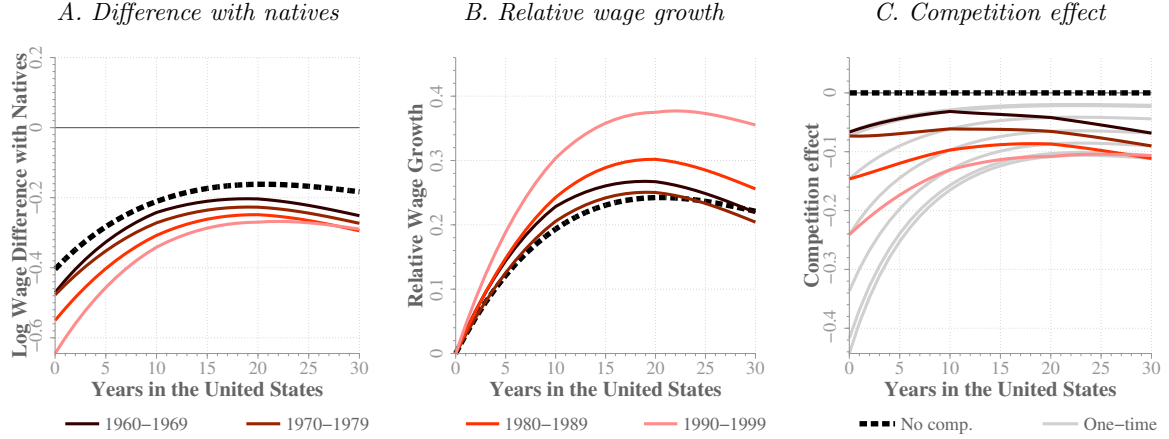 A. Difference with natives
B. Relative wage growth
C. Competition effect
Log Wage Difference with Natives
0.2
0
−0.2
−0.4
−0.6
0 5 10 15 20 25 30
Years in the United States
Relative Wage Growth
0.4
0.3
0.2
0.1
0
0 5 10 15 20 25 30
Years in the United States
Competition effect
0
−0.1
−0.2
−0.3
−0.4
0 5 10 15 20 25 30
Years in the United States
1960−1969 1970−1979 1980−1989 1990−1999 No comp. One−time